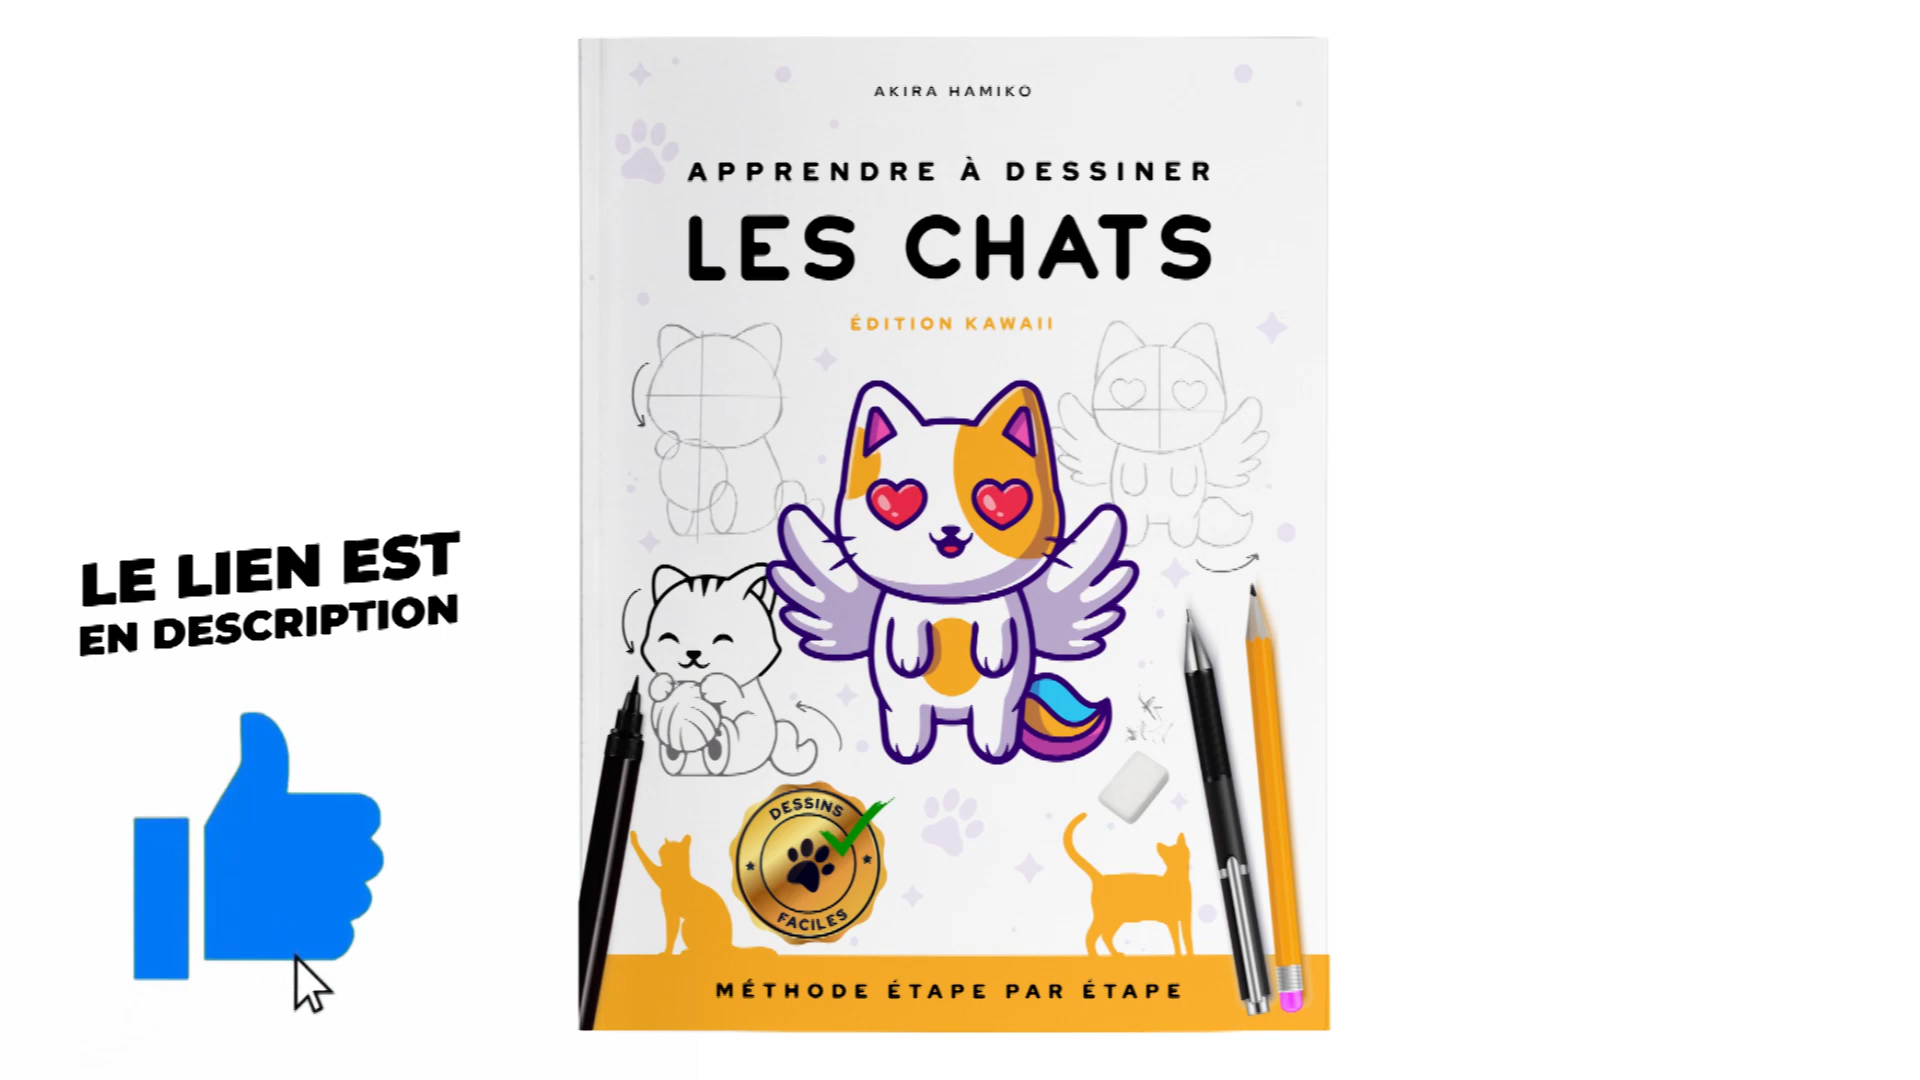 AKIRA HAMIKO
APPRENDRE À DESSINER
LES CHATS
ÉDITION KAWAII
LE LIEN EST
EN DESCRIPTION
DESSINS
FACILES
MÉTHODE ÉTAPE PAR ÉTAPE